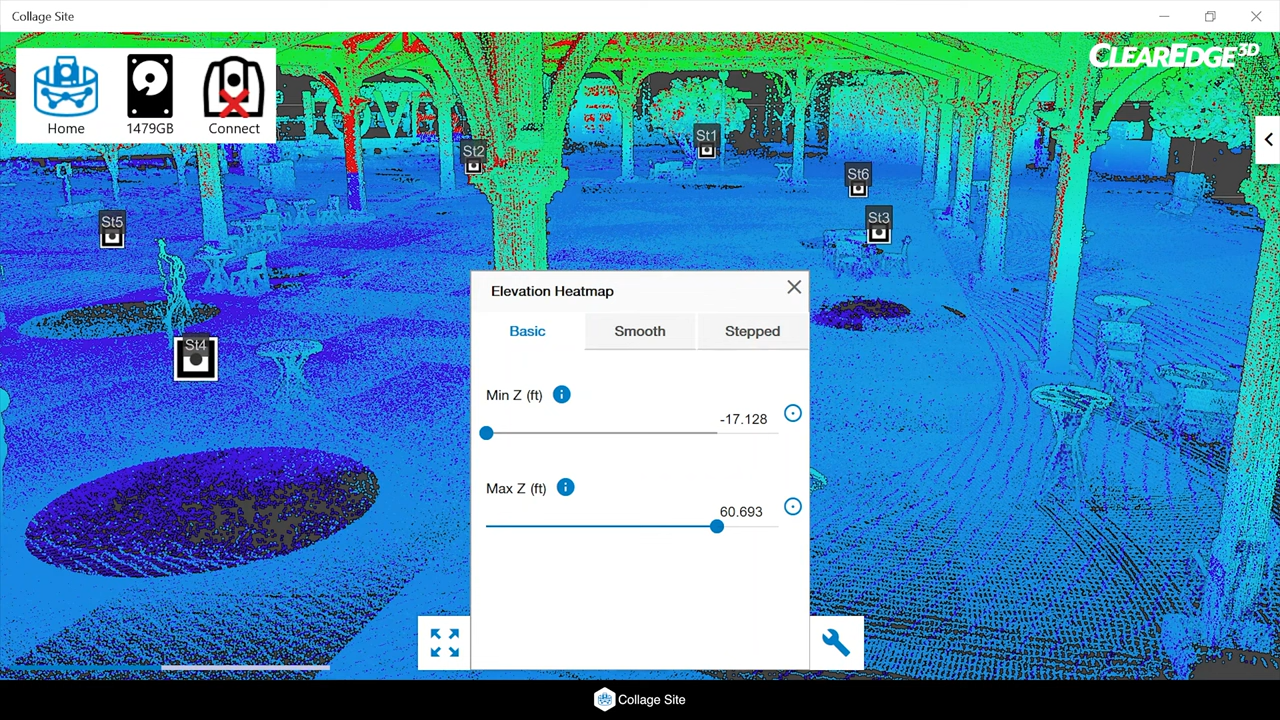 Collage Site
CLEAREDGE3D
Home
1479GB
Connect
St1
St2
St6
St5
St3
St4
Elevation Heatmap
Basic
Smooth
Stepped
Min Z (ft)
-17.128
Max Z (ft)
60.693
Collage Site